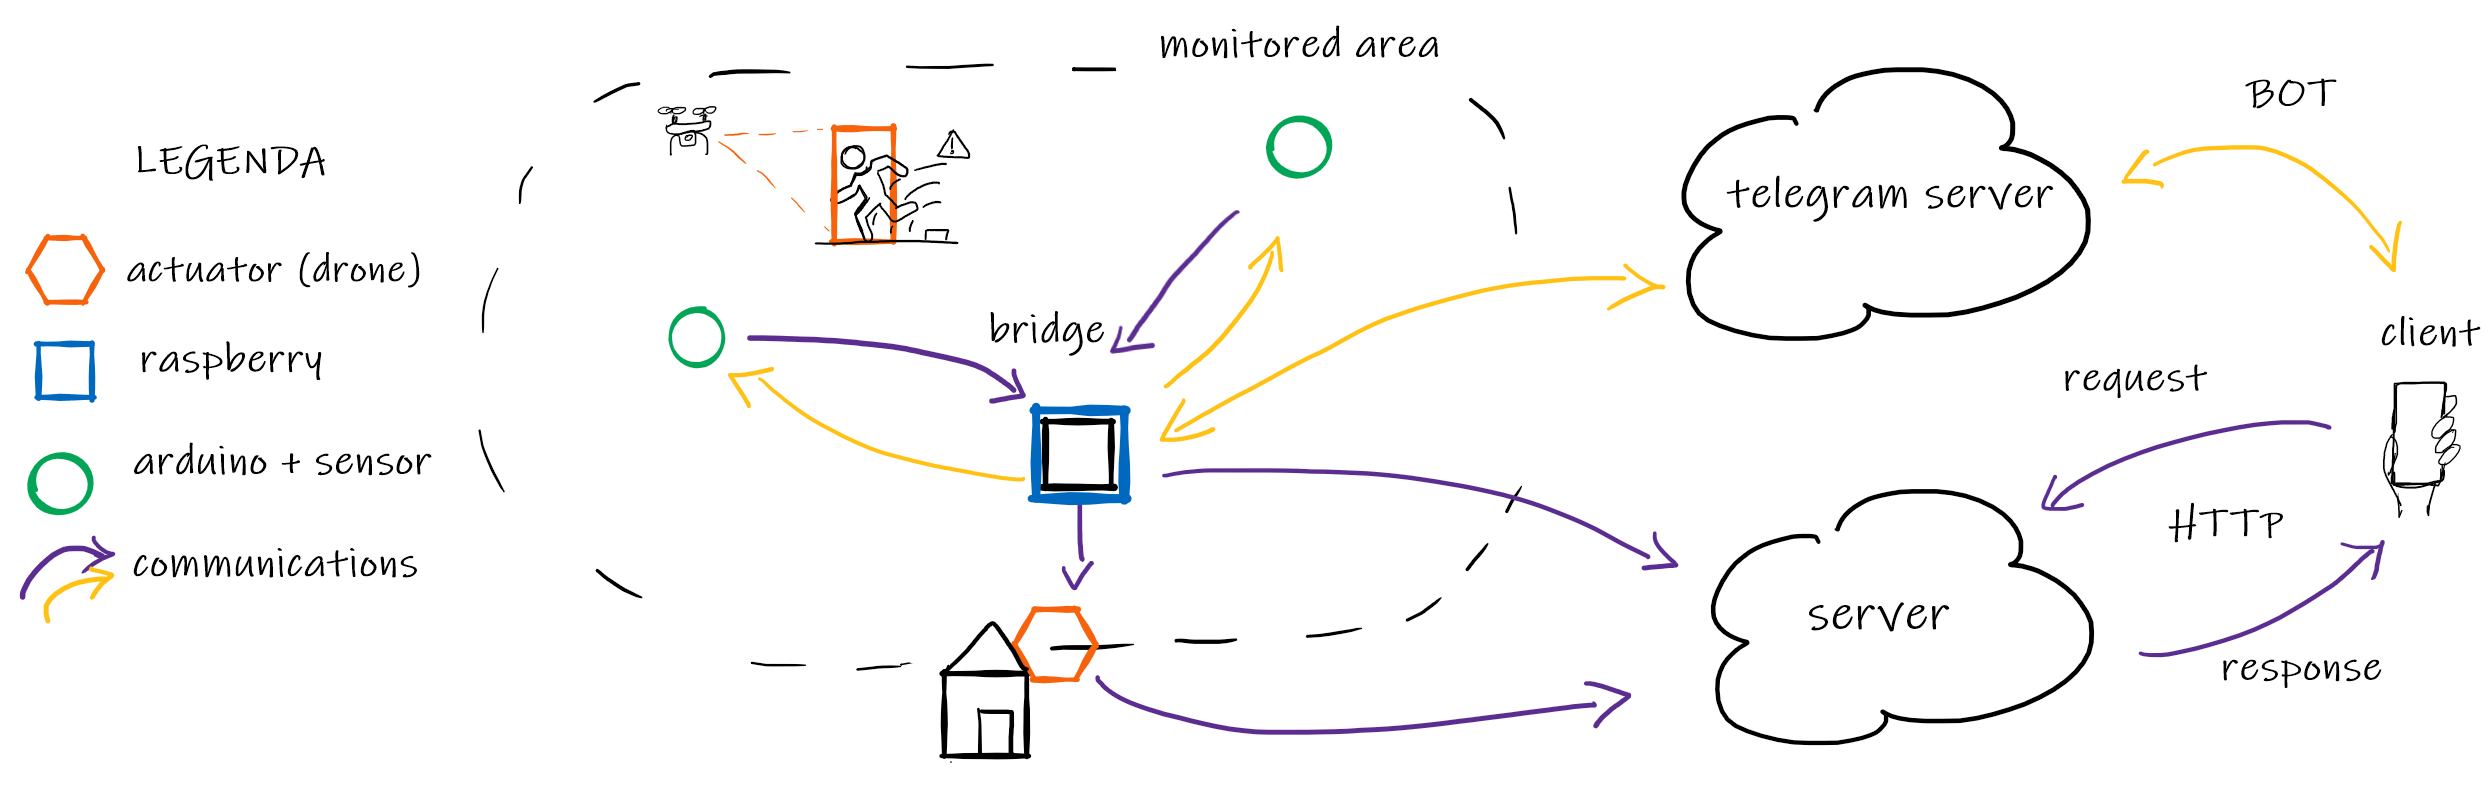 monitored area
LEGENDA
actuator (drone)
raspberry
arduino + sensor
communications
bridge
telegram server
BOT
client
request
HTTP
server
response